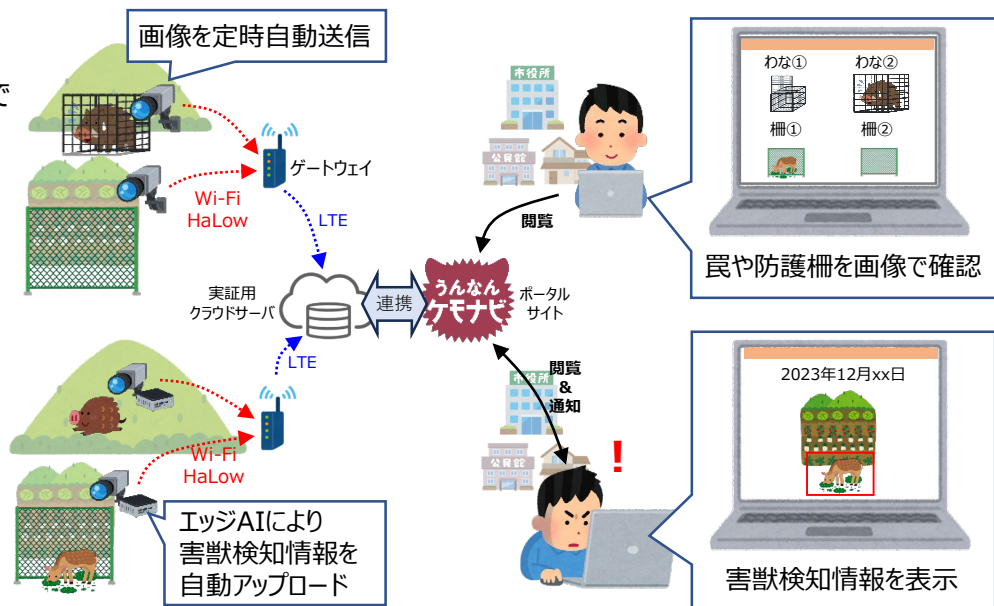 画像を定時自動送信
で
ゲートウェイ
Wi-Fi
HaLow
LTE
実証用
クラウドサーバ
連携
うんなん
ケモナビ
ポータル
サイト
LTE
Wi-Fi
HaLow
エッジAIにより
害獣検知情報を
自動アップロード
市役所
公民館
閲覧
わな①
わな②
柵①
柵②
罠や防護柵を画像で確認
市役所
閲覧
&
通知
公民館
!
2023年12月xx日
害獣検知情報を表示